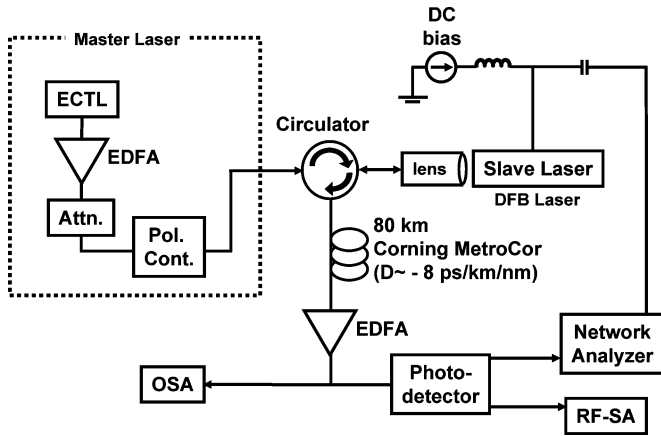 Master Laser
ECTL
EDFA
Attn.
Pol.
Cont.
Circulator
DC
bias
lens
Slave Laser
DFB Laser
80 km
Corning MetroCor
(D~ - 8 ps/km/nm)
EDFA
OSA
Photo-
detector
Network
Analyzer
RF-SA